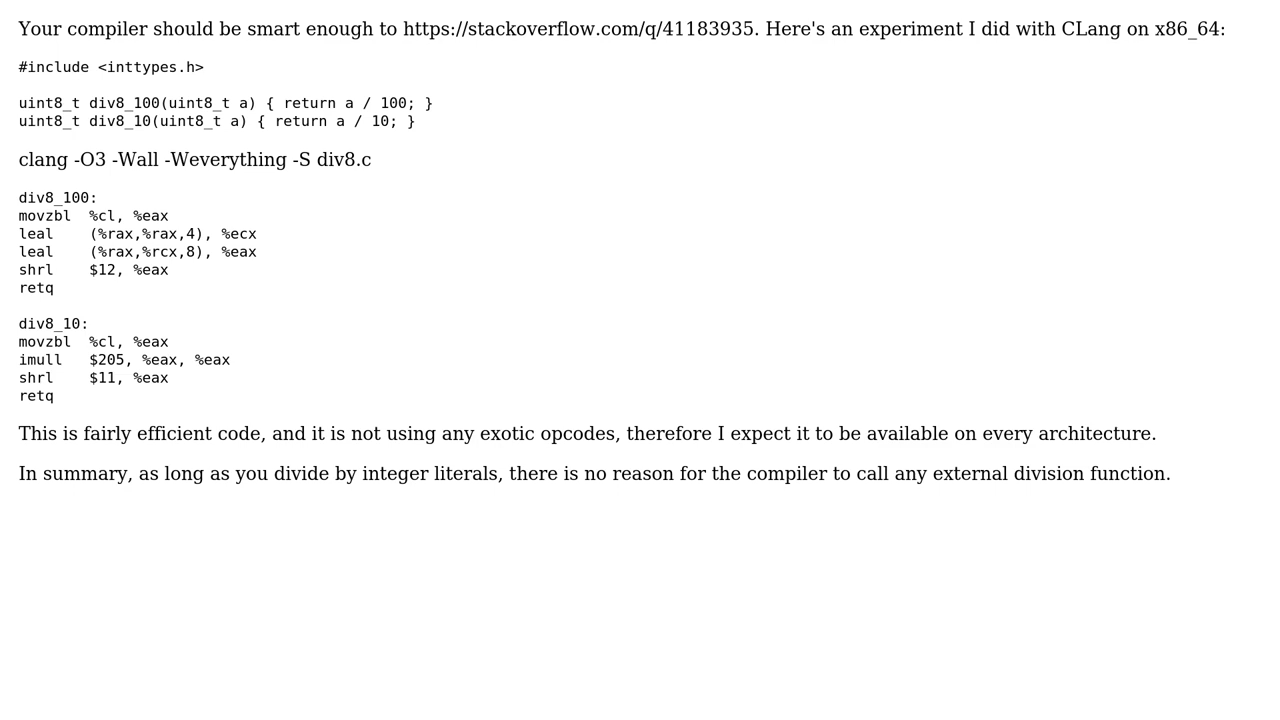 Your compiler should be smart enough to https://stackoverflow.com/q/41183935. Here's an experiment I did with CLang on x86_64:
#include <inttypes.h>
uint8_t div8_100(uint8_t a) { return a / 100; }
uint8_t div8_10(uint8_t a) { return a / 10; }
clang -O3 -Wall -Weverything -S div8.c
div8_100:
movzbl  %cl, %eax
leal    (%rax,%rax,4), %ecx
leal    (%rax,%rcx,8), %eax
shrl    $12, %eax
retq
div8_10:
movzbl  %cl, %eax
imull   $205, %eax, %eax
shrl    $11, %eax
retq
This is fairly efficient code, and it is not using any exotic opcodes, therefore I expect it to be available on every architecture.
In summary, as long as you divide by integer literals, there is no reason for the compiler to call any external division function.